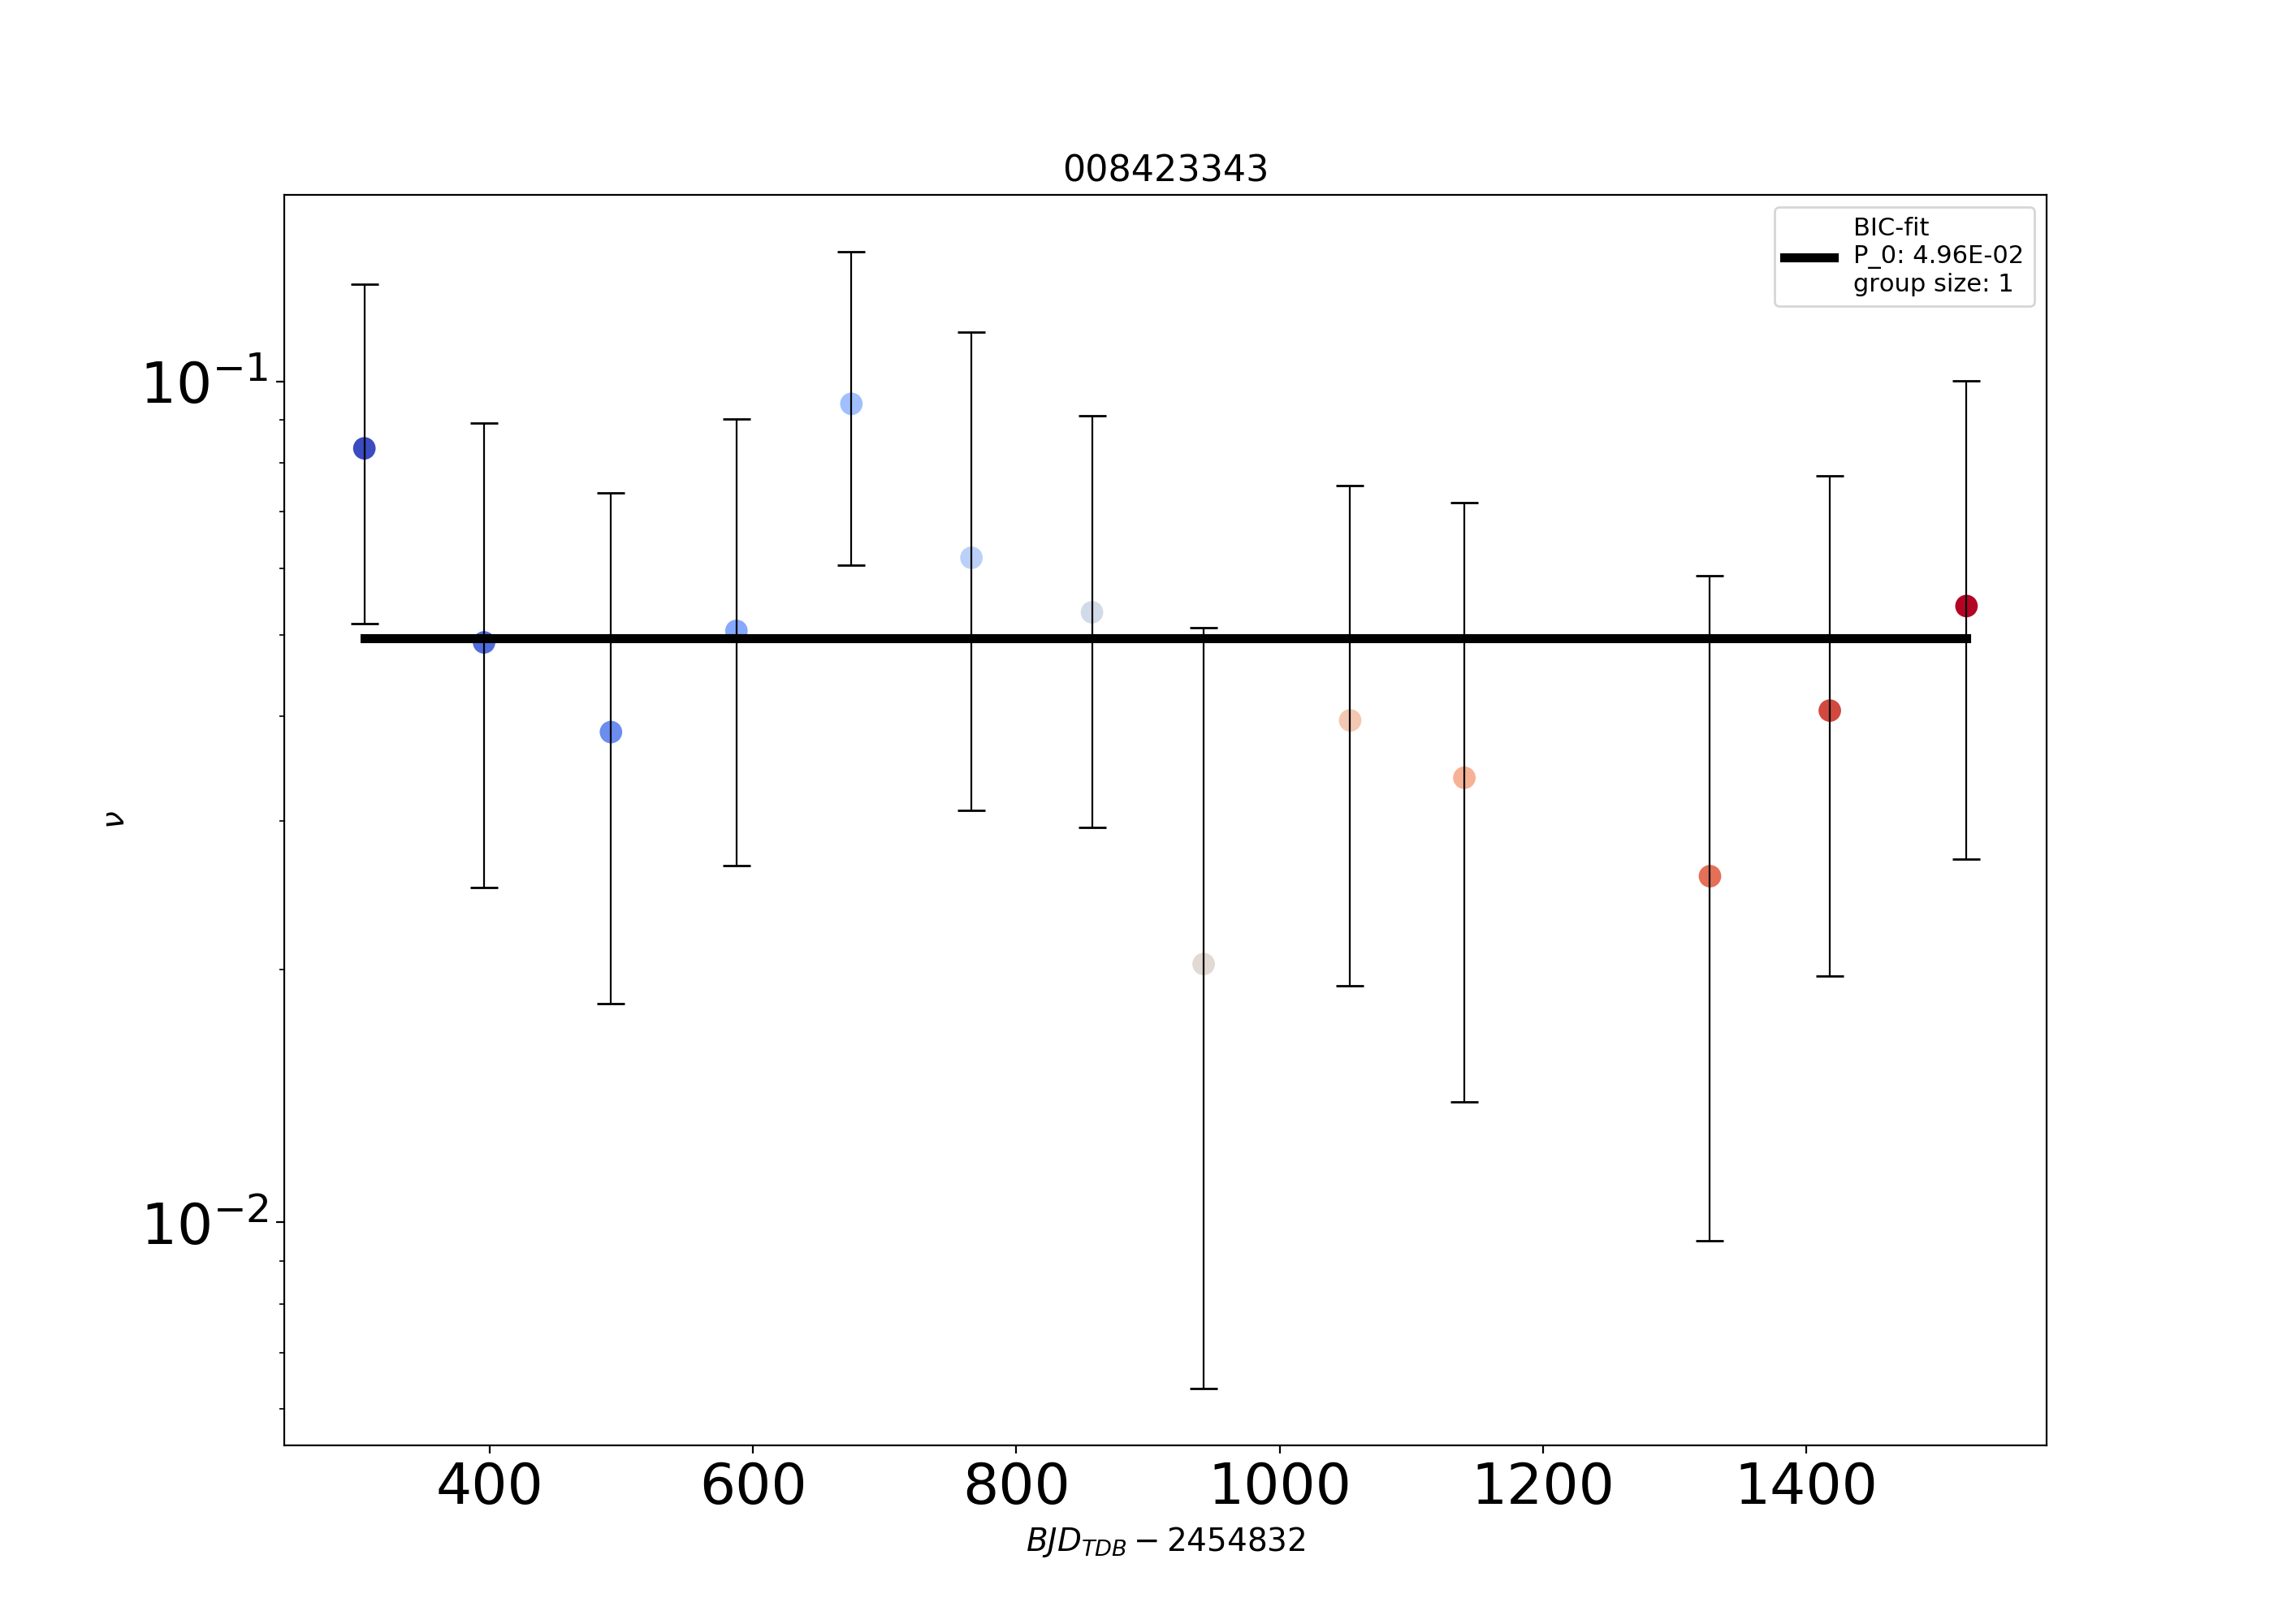 008423343
BIC-fit
P_0: 4.96E-02
group size: 1
10⁻¹
10⁻²
ν
400 600 800 1000 1200 1400
BJD_TDB − 2454832